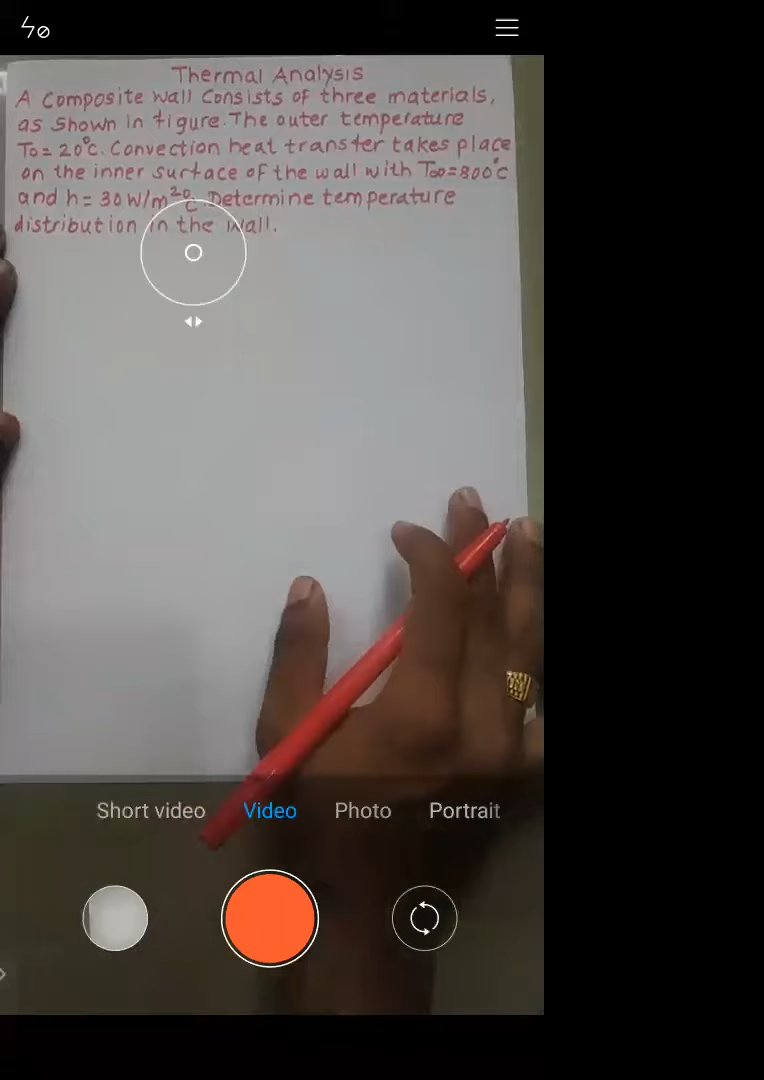 Thermal Analysis
A Composite wall Consists of three materials,
as Shown in figure. The outer temperature
To = 20°C. Convection heat transfer takes place
on the inner surface of the wall with T∞=800°C
and h = 30 W/m²°C. Determine temperature
distribution in the wall.
Short video Video Photo Portrait